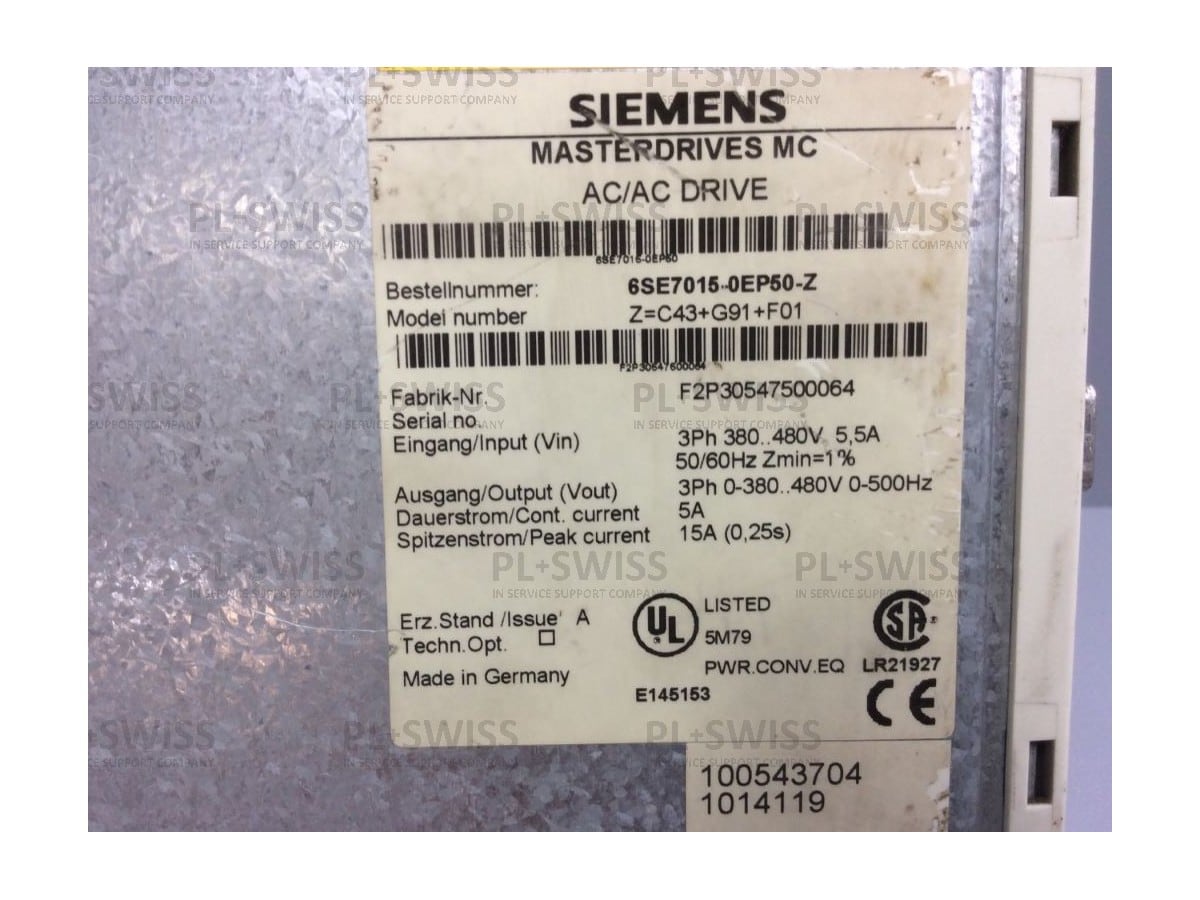 SIEMENS
MASTERDRIVES MC
AC/AC DRIVE
6SE7015-0EP50
Bestellnummer: 6SE7015-0EP50-Z
Model number Z=C43+G91+F01
F2P30547500064
Fabrik-Nr. F2P30547500064
Serial no.
Eingang/Input (Vin) 3Ph 380..480V, 5,5A
50/60Hz Zmin=1%
Ausgang/Output (Vout) 3Ph 0-380..480V 0-500Hz
Dauerstrom/Cont. current 5A
Spitzenstrom/Peak current 15A (0,25s)
Erz.Stand /Issue A
Techn.Opt.
UL LISTED
5M79
PWR.CONV.EQ
SA
LR21927
Made in Germany
E145153
CE
100543704
1014119
PL+SWISS
IN SERVICE SUPPORT COMPANY